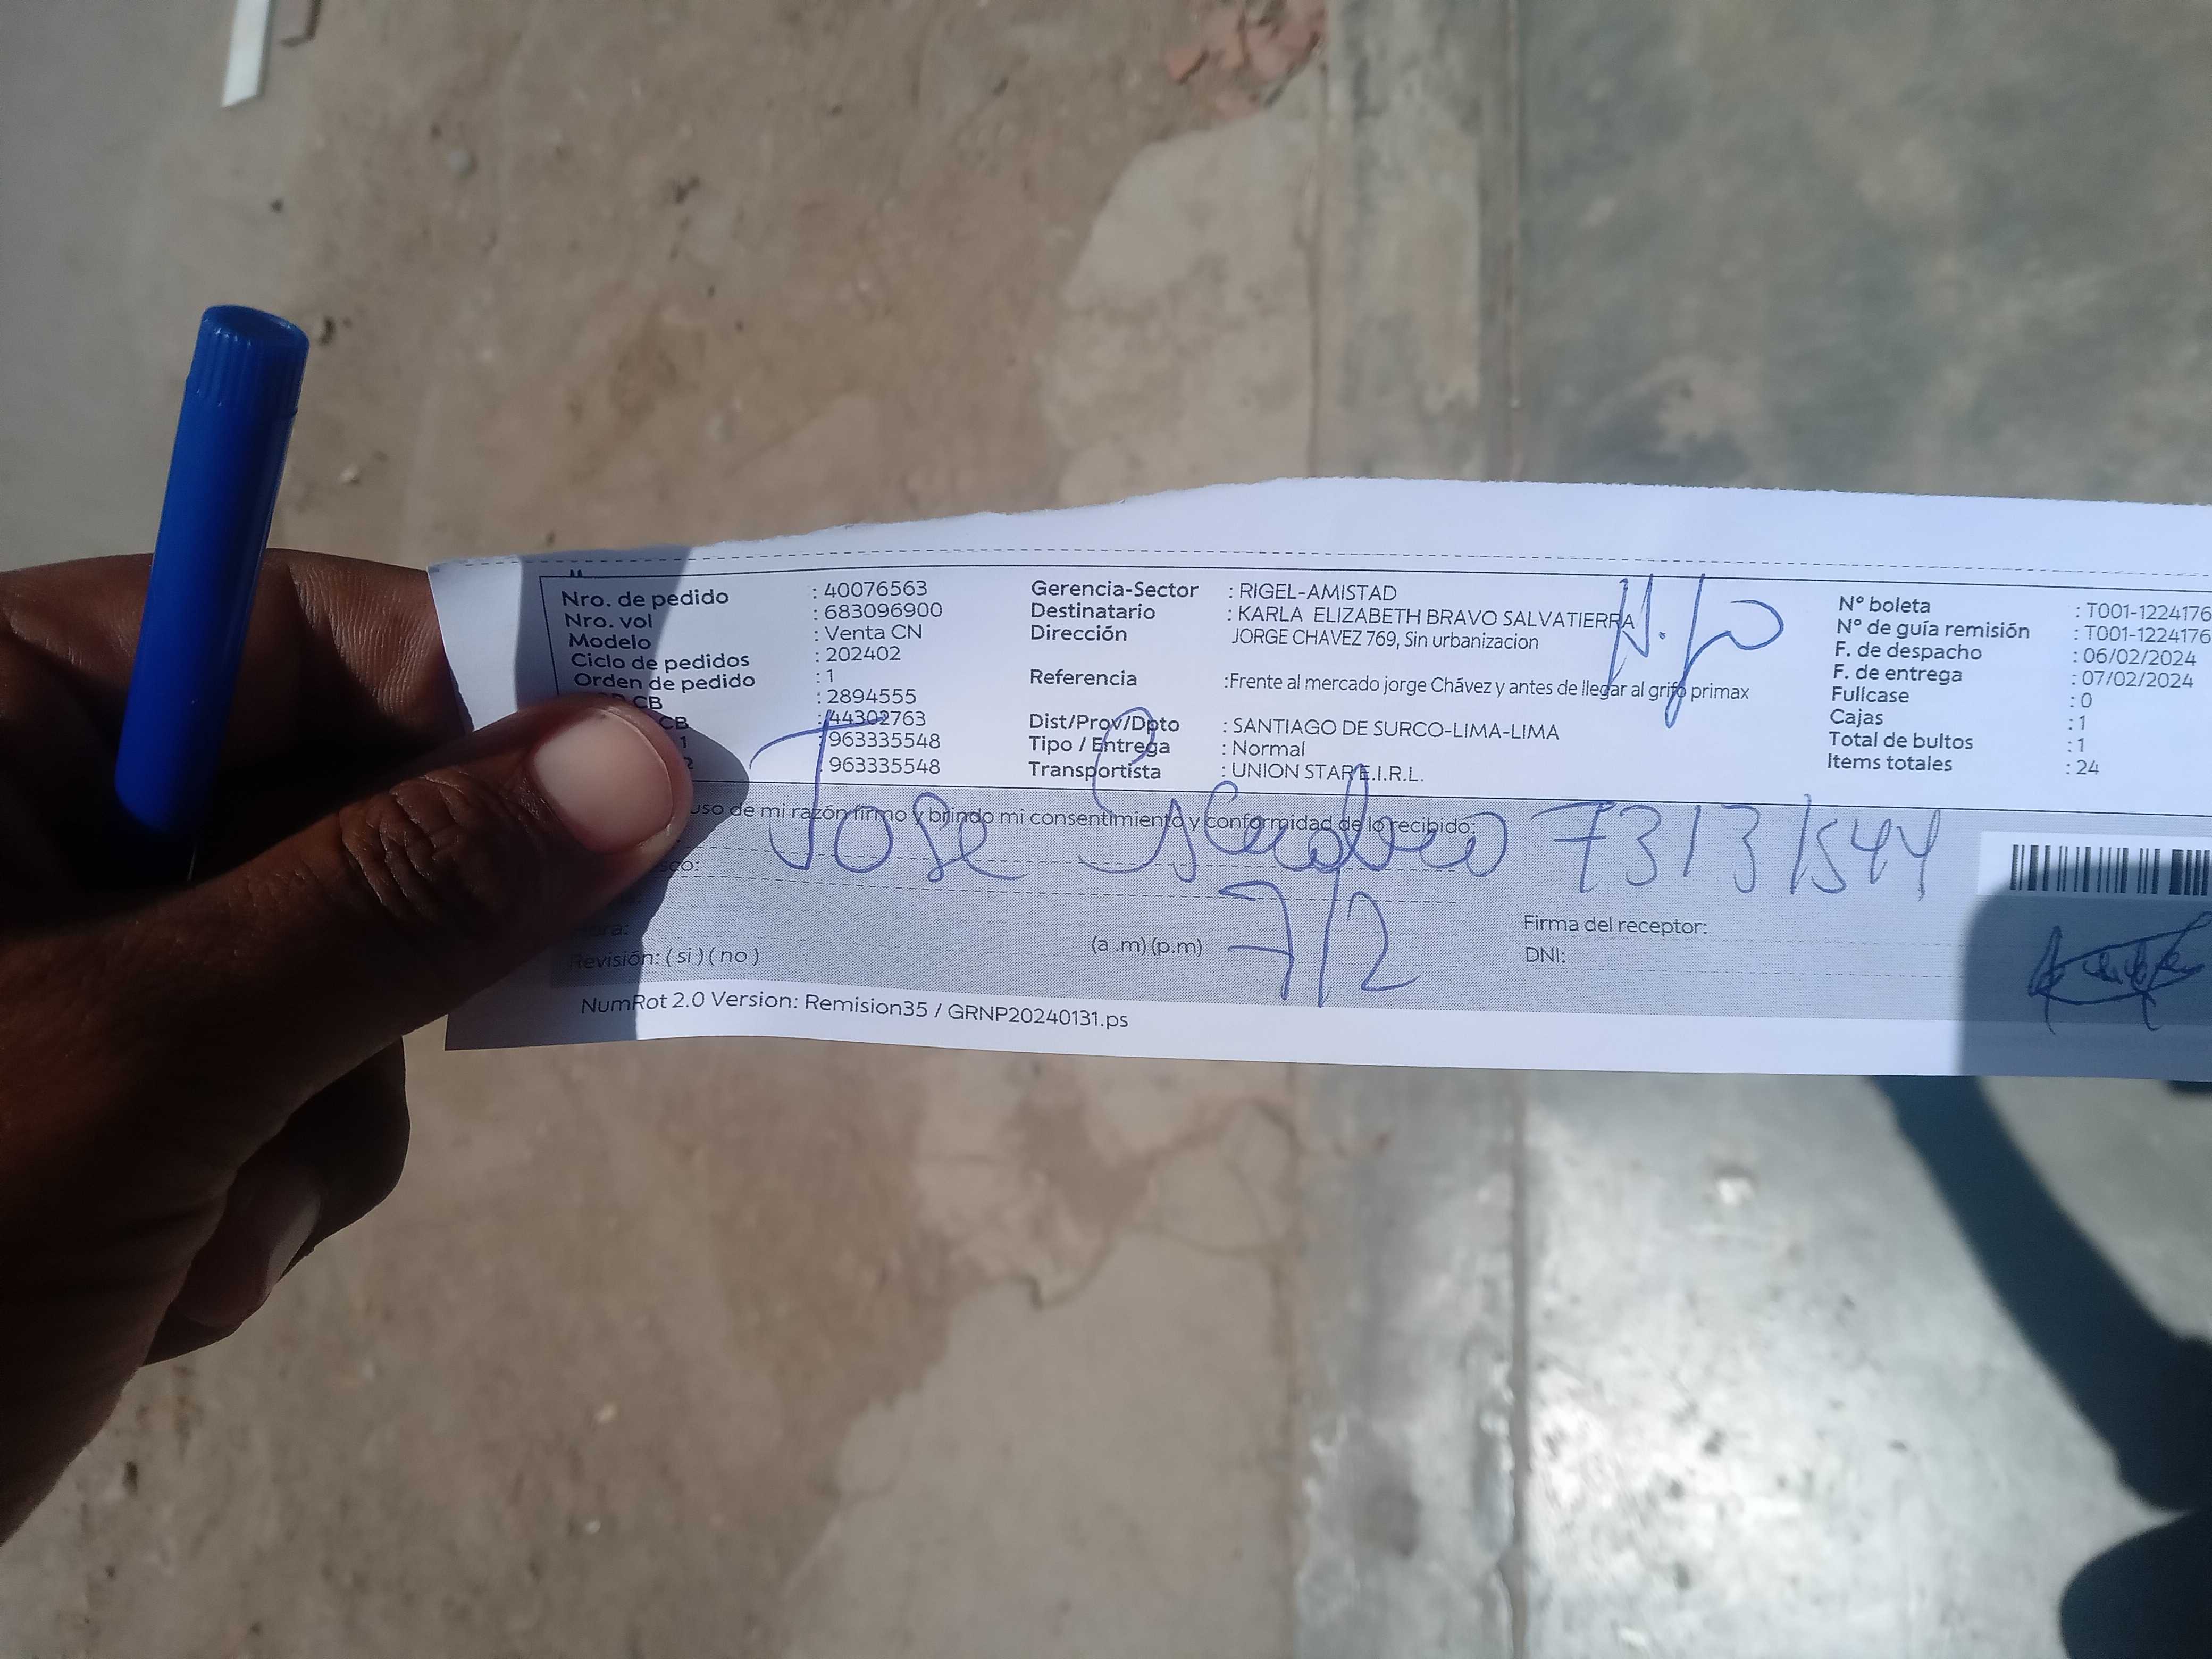 Nro. de pedido : 40076563
Nro. vol : 683096900
Modelo : Venta CN
Ciclo de pedidos : 202402
Orden de pedido : 1
CB : 2894555
CB : 44302763
1 : 963335548
2 : 963335548
Gerencia-Sector : RIGEL-AMISTAD
Destinatario : KARLA ELIZABETH BRAVO SALVATIERRA
Dirección JORGE CHAVEZ 769, Sin urbanizacion
Referencia :Frente al mercado jorge Chávez y antes de llegar al grifo primax
Dist/Prov/Dpto : SANTIAGO DE SURCO-LIMA-LIMA
Tipo / Entrega : Normal
Transportista : UNION STAR E.I.R.L.
N° boleta : T001-1224176
N° de guía remisión : T001-1224176
F. de despacho : 06/02/2024
F. de entrega : 07/02/2024
Fullcase : 0
Cajas : 1
Total de bultos : 1
Items totales : 24
uso de mi razón firmo y brindo mi consentimiento y conformidad de lo recibido:
Jose 73131544
7/2
(a .m) (p.m)
Revisión: ( si ) ( no )
Firma del receptor:
DNI:
NumRot 2.0 Version: Remision35 / GRNP20240131.ps